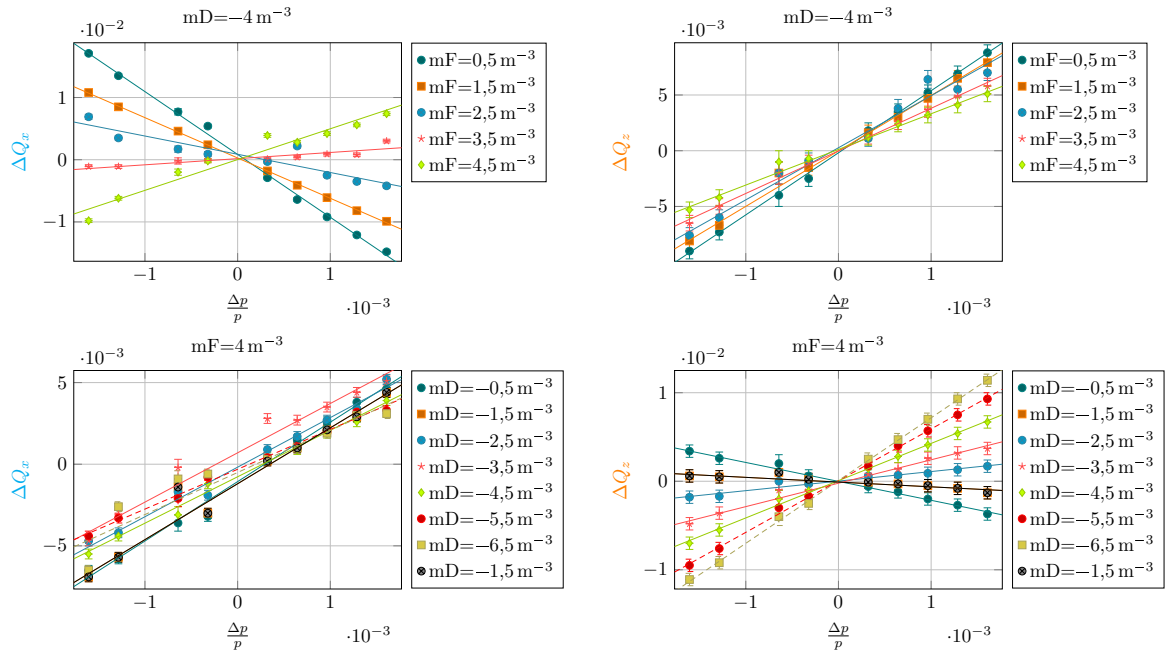 mD=−4 m⁻³
·10⁻²
ΔQₓ
1
0
−1
−1
0
1
Δp/p
·10⁻³
mF=0,5 m⁻³
mF=1,5 m⁻³
mF=2,5 m⁻³
mF=3,5 m⁻³
mF=4,5 m⁻³
mD=−4 m⁻³
·10⁻³
ΔQ_z
5
0
−5
−1
0
1
Δp/p
·10⁻³
mF=0,5 m⁻³
mF=1,5 m⁻³
mF=2,5 m⁻³
mF=3,5 m⁻³
mF=4,5 m⁻³
mF=4 m⁻³
·10⁻³
ΔQₓ
5
0
−5
−1
0
1
Δp/p
·10⁻³
mD=−0,5 m⁻³
mD=−1,5 m⁻³
mD=−2,5 m⁻³
mD=−3,5 m⁻³
mD=−4,5 m⁻³
mD=−5,5 m⁻³
mD=−6,5 m⁻³
mD=−1,5 m⁻³
mF=4 m⁻³
·10⁻²
ΔQ_z
1
0
−1
−1
0
1
Δp/p
·10⁻³
mD=−0,5 m⁻³
mD=−1,5 m⁻³
mD=−2,5 m⁻³
mD=−3,5 m⁻³
mD=−4,5 m⁻³
mD=−5,5 m⁻³
mD=−6,5 m⁻³
mD=−1,5 m⁻³